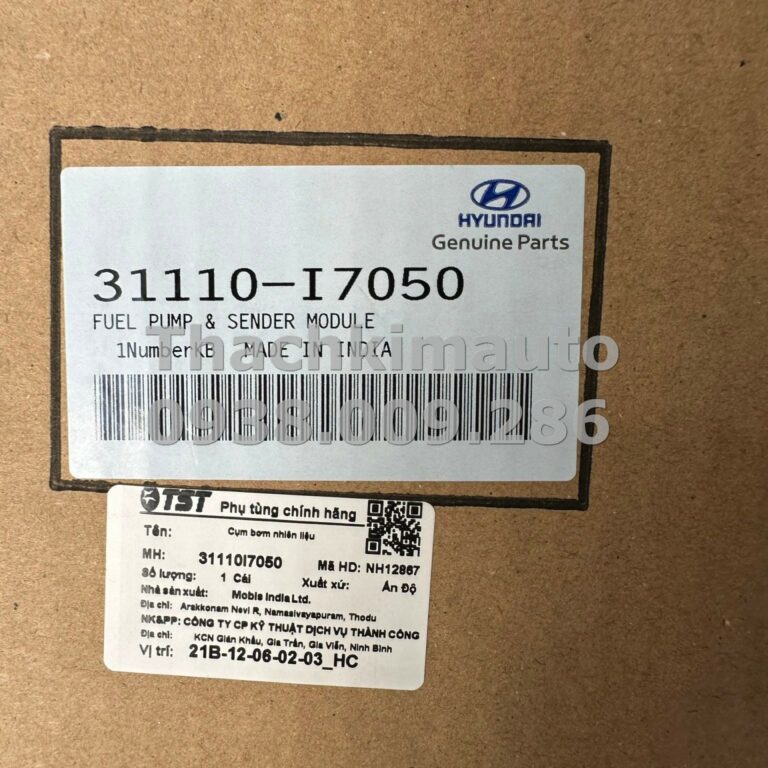 HYUNDAI
Genuine Parts
31110-I7050
FUEL PUMP & SENDER MODULE
1NumberKB MADE IN INDIA
Thachkimauto
0938.009.286
TST Phụ tùng chính hãng
Tên: Cụm bơm nhiên liệu
MH: 31110I7050 Mã HD: NH12867
Số lượng: 1 Cái Xuất xứ: Ấn Độ
Nhà sản xuất: Mobis India Ltd.
Địa chỉ: Arakkonam Nevi R, Namasivayapuram, Thodu
NK&PP: CÔNG TY CP KỸ THUẬT DỊCH VỤ THÀNH CÔNG
Địa chỉ: KCN Gián Khẩu, Gia Trấn, Gia Viễn, Ninh Bình
Vị trí: 21B-12-06-02-03_HC